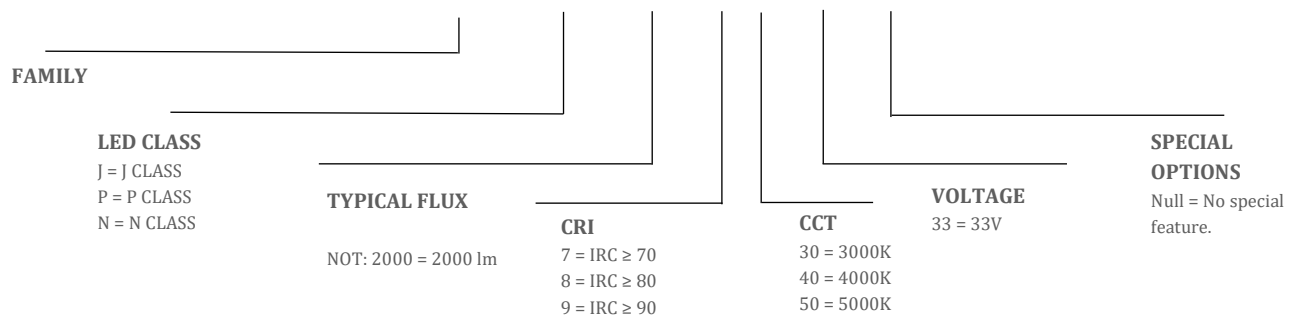 FAMILY
LED CLASS
J = J CLASS
P = P CLASS
N = N CLASS
TYPICAL FLUX
NOT: 2000 = 2000 lm
CRI
7 = IRC ≥ 70
8 = IRC ≥ 80
9 = IRC ≥ 90
CCT
30 = 3000K
40 = 4000K
50 = 5000K
VOLTAGE
33 = 33V
SPECIAL
OPTIONS
Null = No special
feature.